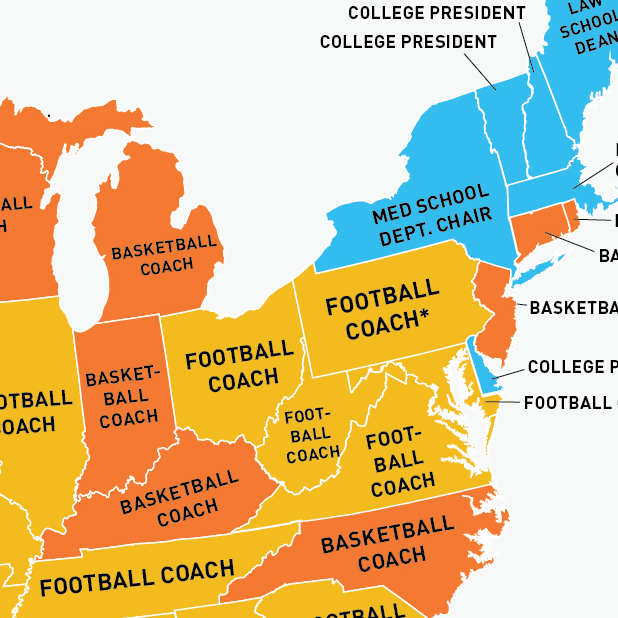 LAW
SCHOOL
DEAN
COLLEGE PRESIDENT
COLLEGE PRESIDENT
MED SCHOOL
DEPT. CHAIR
BASKETBALL
COACH
FOOTBALL
COACH*
BASKETBA
COLLEGE P
FOOTBALL
FOOTBALL
COACH
BASKET-
BALL
COACH
OTBALL
OACH
FOOT-
BALL
COACH
FOOT-
BALL
COACH
BASKETBALL
COACH
BASKETBALL
COACH
FOOTBALL COACH
OTBALL
ALL
H
BA